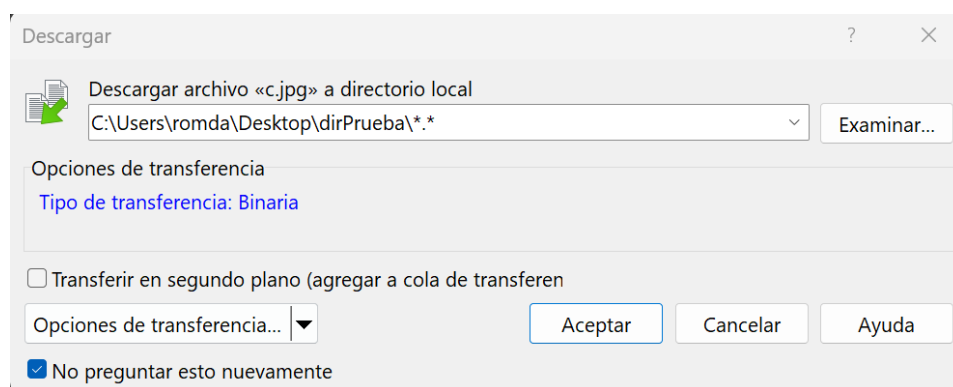 Descargar ?
Descargar archivo «c.jpg» a directorio local
C:\Users\romda\Desktop\dirPrueba\*.*
Examinar...
Opciones de transferencia
Tipo de transferencia: Binaria
Transferir en segundo plano (agregar a cola de transferen
Opciones de transferencia... Aceptar Cancelar Ayuda
No preguntar esto nuevamente